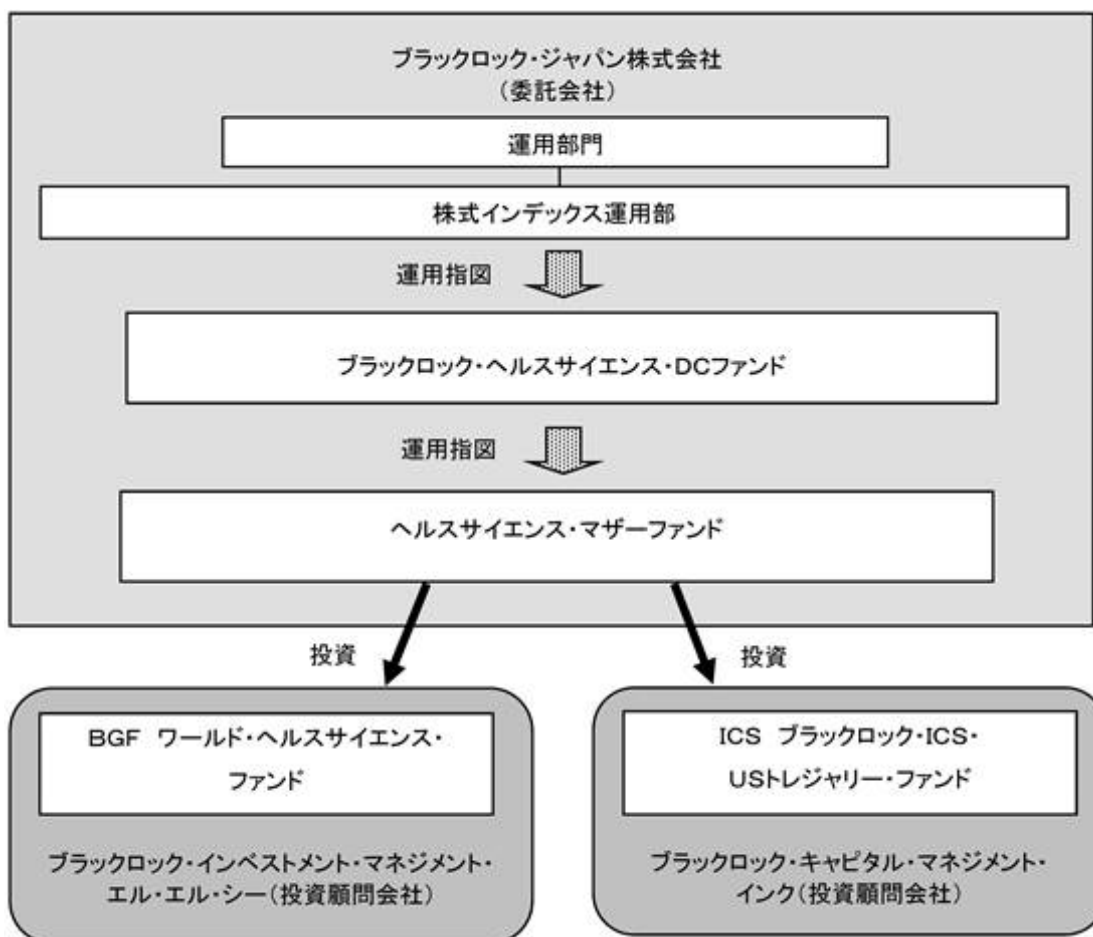 ブラックロック・ジャパン株式会社
（委託会社）
運用部門
株式インデックス運用部
運用指図
ブラックロック・ヘルスサイエンス・ＤＣファンド
運用指図
ヘルスサイエンス・マザーファンド
投資
投資
ＢＧＦ ワールド・ヘルスサイエンス・
ファンド
ブラックロック・インベストメント・マネジメント・
エル・エル・シー（投資顧問会社）
ＩＣＳ ブラックロック・ＩＣＳ・
ＵＳトレジャリー・ファンド
ブラックロック・キャピタル・マネジメント・
インク（投資顧問会社）